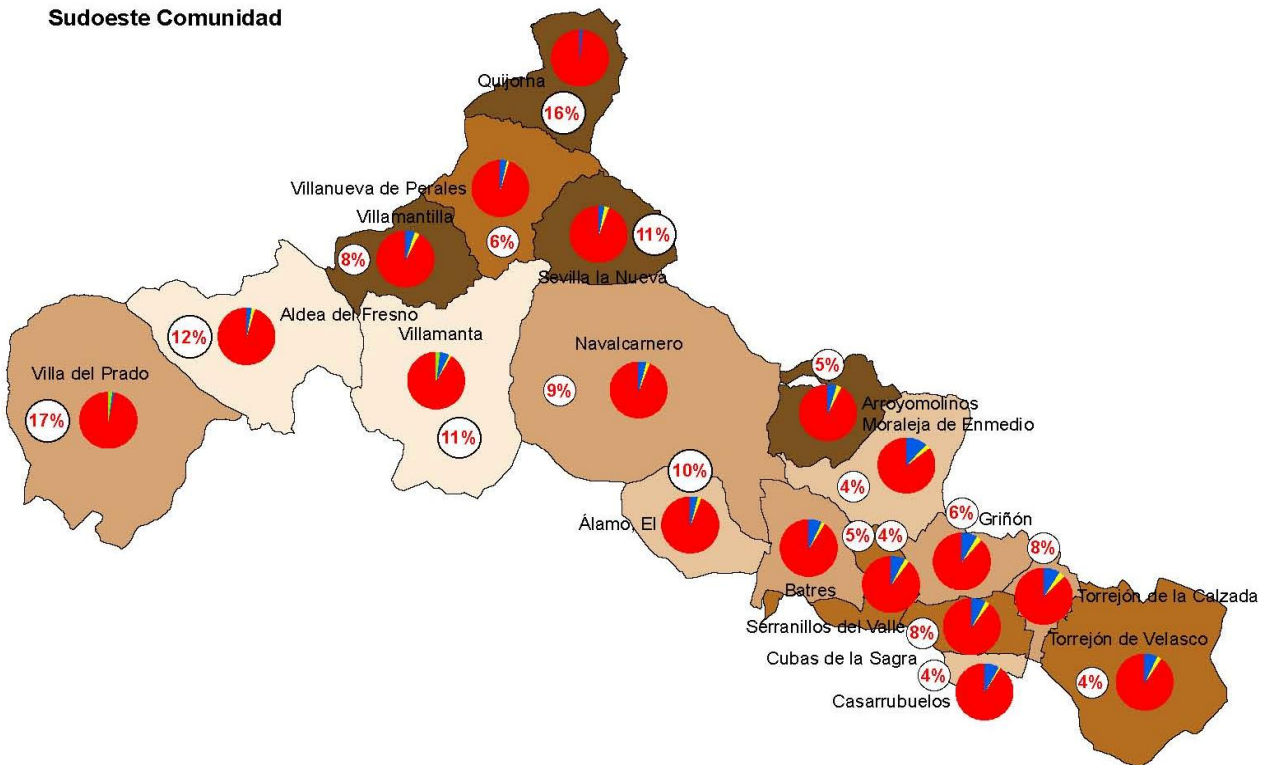 Sudoeste Comunidad
Quijorna
16%
Villanueva de Perales
Villamantilla
8%
6%
11%
Sevilla la Nueva
Aldea del Fresno
12%
Villamanta
Navalcarnero
Villa del Prado
17%
9%
11%
5%
Arroyomolinos
Moraleja de Enmedio
10%
4%
Álamo, El
6%
Griñón
5%
4%
8%
Batres
Torrejón de la Calzada
Serranillos del Valle
8%
Torrejón de Velasco
Cubas de la Sagra
4%
4%
Casarrubuelos